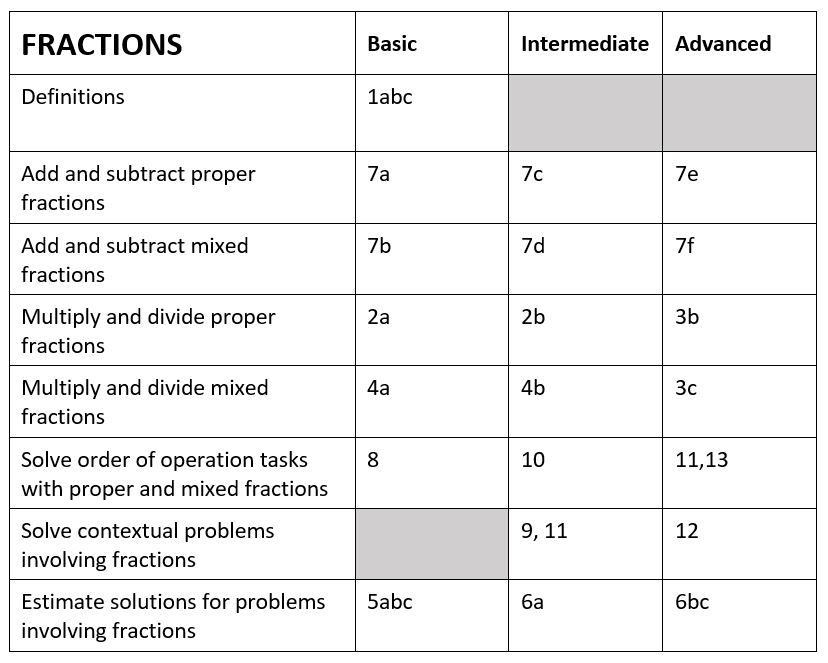 FRACTIONS Basic Intermediate Advanced
Definitions 1abc
Add and subtract proper 7a 7c 7e
fractions
Add and subtract mixed 7b 7d 7f
fractions
Multiply and divide proper 2a 2b 3b
fractions
Multiply and divide mixed 4a 4b 3c
fractions
Solve order of operation tasks 8 10 11,13
with proper and mixed fractions
Solve contextual problems 9, 11 12
involving fractions
Estimate solutions for problems 5abc 6a 6bc
involving fractions